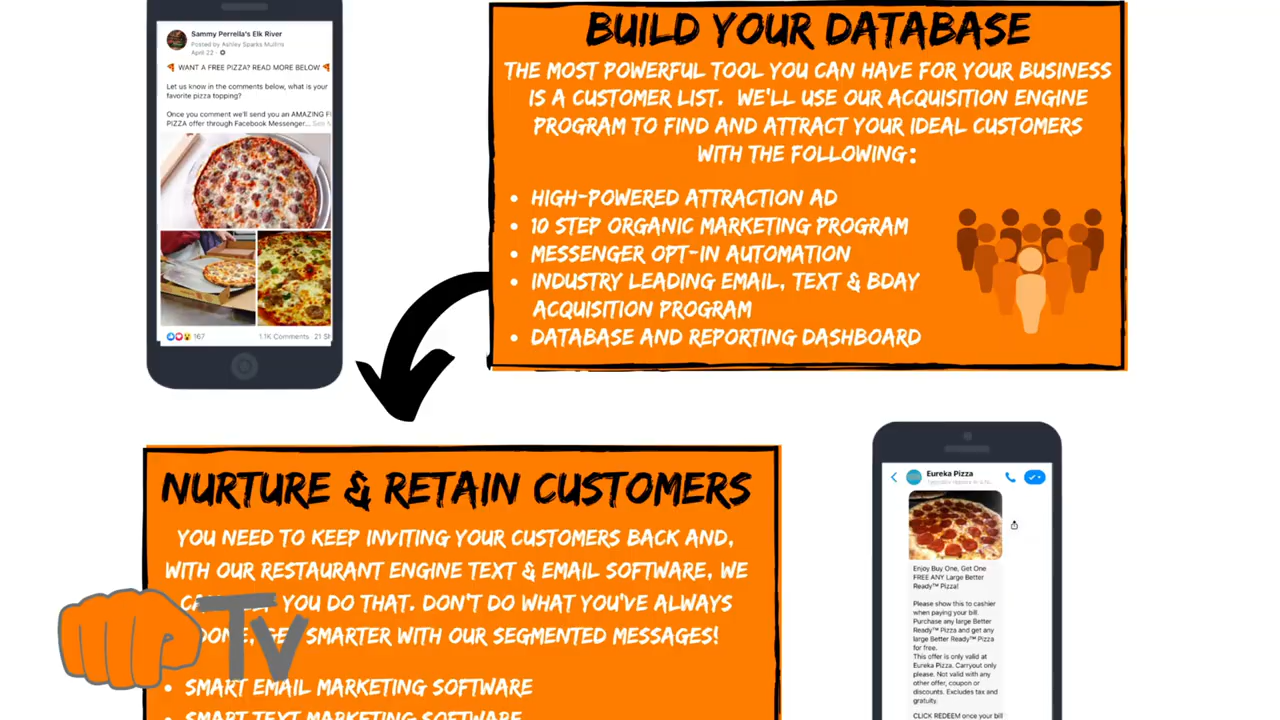 Sammy Perrella's Elk River
Posted by Ashley Sparks Mullins
April 22
WANT A FREE PIZZA? READ MORE BELOW
Let us know in the comments below, what is your
favorite pizza topping?
Once you comment we'll send you an AMAZING F
PIZZA offer through Facebook Messenger... See M
167
1.1K Comments · 21 S
BUILD YOUR DATABASE
THE MOST POWERFUL TOOL YOU CAN HAVE FOR YOUR BUSINESS
IS A CUSTOMER LIST. WE'LL USE OUR ACQUISITION ENGINE
PROGRAM TO FIND AND ATTRACT YOUR IDEAL CUSTOMERS
WITH THE FOLLOWING:
• HIGH-POWERED ATTRACTION AD
• 10 STEP ORGANIC MARKETING PROGRAM
• MESSENGER OPT-IN AUTOMATION
• INDUSTRY LEADING EMAIL, TEXT & BDAY
ACQUISITION PROGRAM
• DATABASE AND REPORTING DASHBOARD
NURTURE & RETAIN CUSTOMERS
YOU NEED TO KEEP INVITING YOUR CUSTOMERS BACK AND,
WITH OUR RESTAURANT ENGINE TEXT & EMAIL SOFTWARE, WE
YOU DO THAT. DON'T DO WHAT YOU'VE ALWAYS
DONE, SMARTER WITH OUR SEGMENTED MESSAGES!
• SMART EMAIL MARKETING SOFTWARE
• SMART TEXT MARKETING SOFTWARE
MP TV
Eureka Pizza
Enjoy Buy One, Get One
FREE ANY Large Better
Ready™ Pizza!
Please show this to cashier
when paying your bill.
Purchase any large Better
Ready™ Pizza and get any
large Better Ready™ Pizza
for free.
This offer is only valid at
Eureka Pizza. Carryout only
please. Not valid with any
other offer, coupon or
discounts. Excludes tax and
gratuity.
CLICK REDEEM once your bill